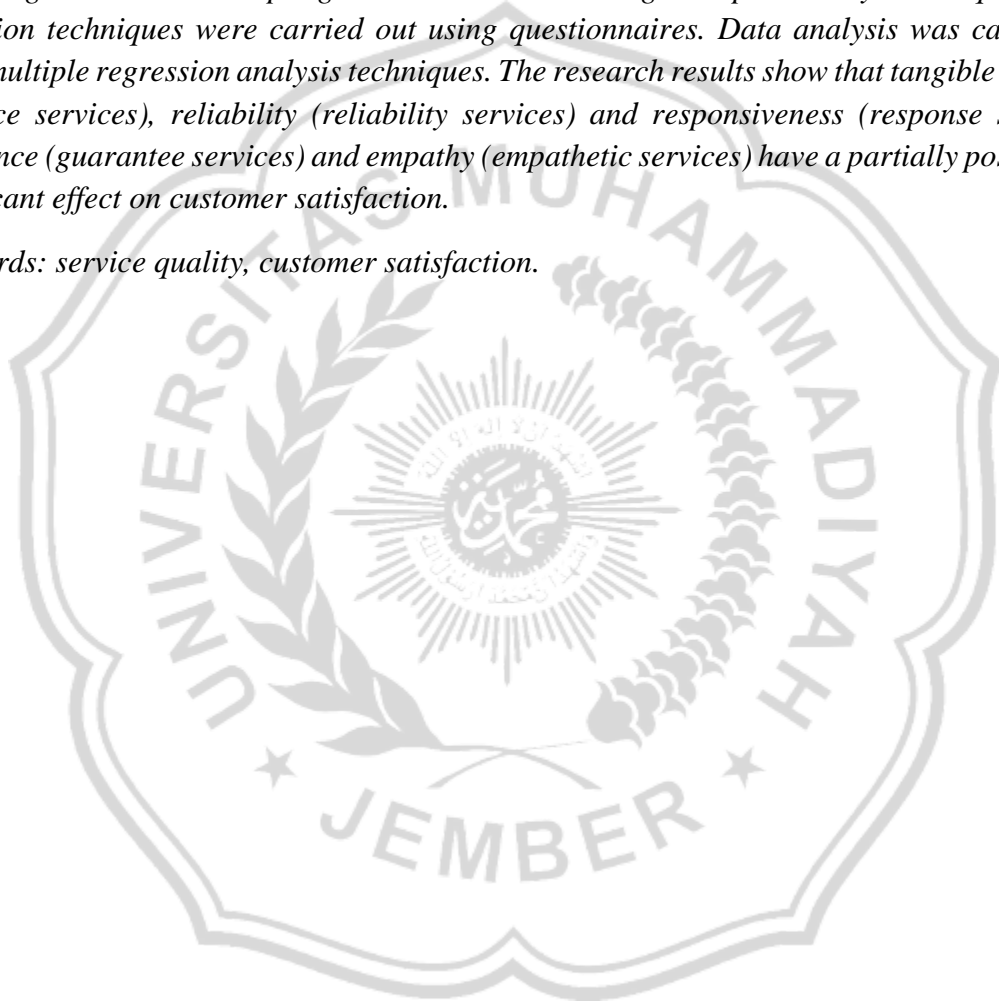 ion techniques were carried out using questionnaires. Data analysis was ca
multiple regression analysis techniques. The research results show that tangible
ce services), reliability (reliability services) and responsiveness (response
nce (guarantee services) and empathy (empathetic services) have a partially pos
cant effect on customer satisfaction.
rds: service quality, customer satisfaction.
UNIVERSITAS MUHAMMADIYAH
JEMBER